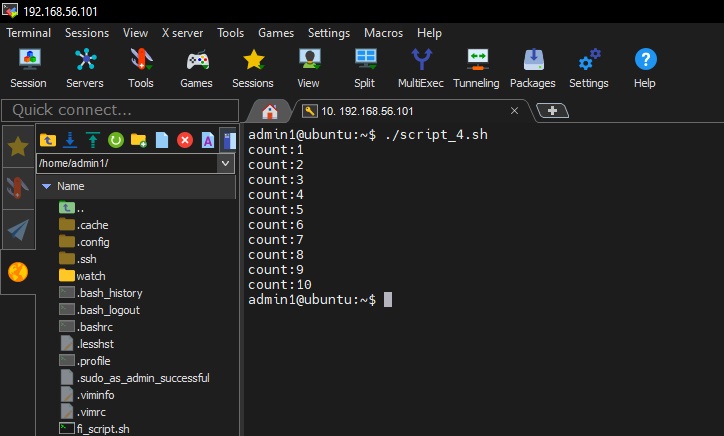 192.168.56.101
Terminal Sessions View X server Tools Games Settings Macros Help
Session Servers Tools Games Sessions View Split MultiExec Tunneling Packages Settings Help
Quick connect...
10. 192.168.56.101
/home/admin1/
Name
..
.cache
.config
.ssh
watch
.bash_history
.bash_logout
.bashrc
.lesshst
.profile
.sudo_as_admin_successful
.viminfo
.vimrc
fi_script.sh
admin1@ubuntu:~$ ./script_4.sh
count:1
count:2
count:3
count:4
count:5
count:6
count:7
count:8
count:9
count:10
admin1@ubuntu:~$